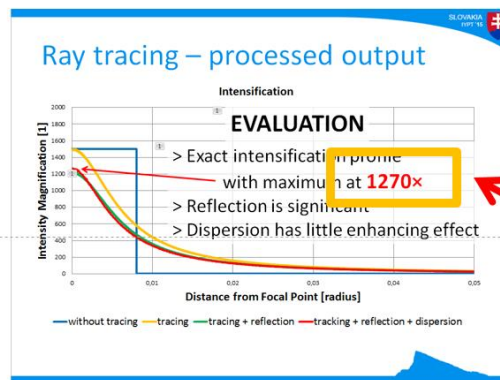 SLOVAKIA
IYPT'15
Ray tracing – processed output
Intensification
EVALUATION
> Exact intensification profile
with maximum at 1270×
> Reflection is significant
> Dispersion has little enhancing effect
Intensity Magnification [1]
2000
1800
1600
1400
1200
1000
800
600
400
200
0
0
0,01
0,02
0,03
0,04
0,05
Distance from Focal Point [radius]
without tracing
tracing
tracing + reflection
tracking + reflection + dispersion